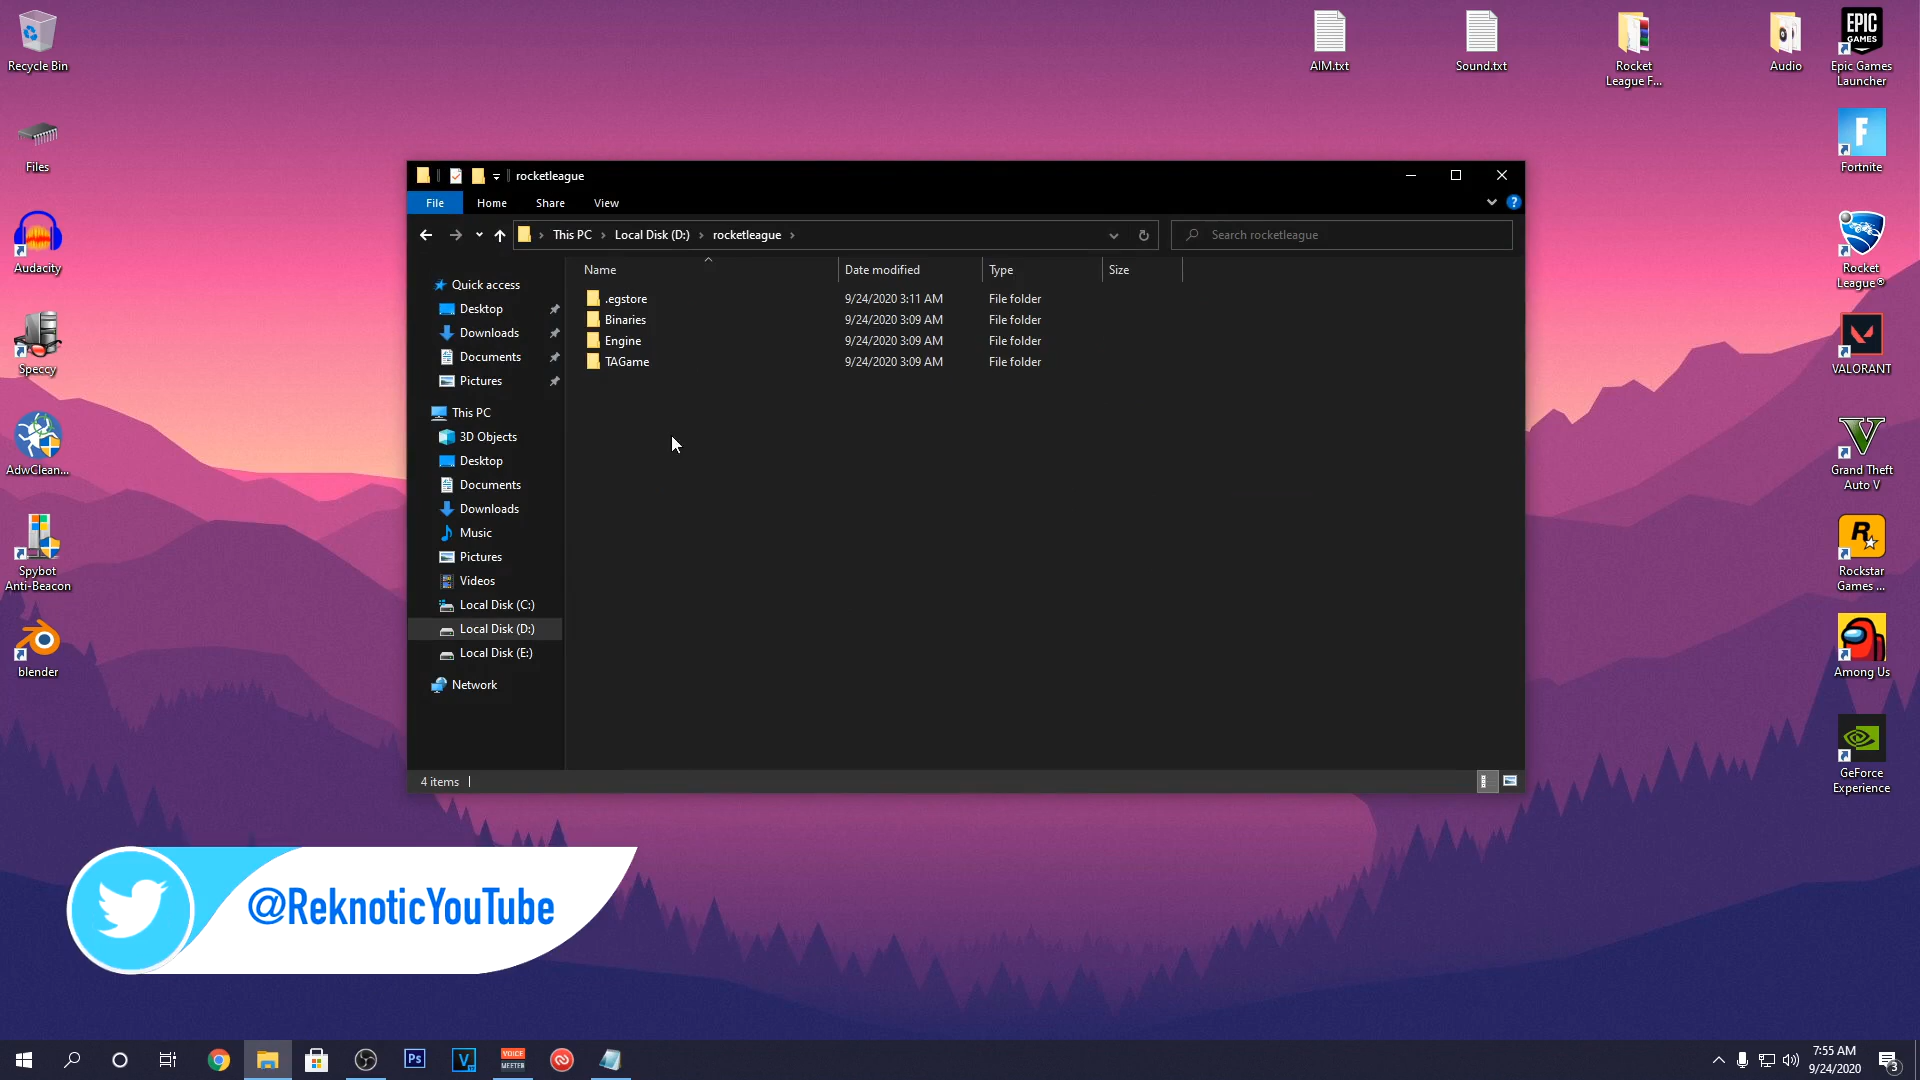 Recycle Bin
Files
Audacity
Speccy
AdwClean...
Spybot
Anti-Beacon
blender
AIM.txt
Sound.txt
Rocket
League F...
Audio
EPIC
GAMES
Epic Games
Launcher
Fortnite
Rocket
League®
VALORANT
Grand Theft
Auto V
Rockstar
Games ...
Among Us
GeForce
Experience
rocketleague
File Home Share View
This PC > Local Disk (D:) > rocketleague >
Search rocketleague
Quick access
Desktop
Downloads
Documents
Pictures
This PC
3D Objects
Desktop
Documents
Downloads
Music
Pictures
Videos
Local Disk (C:)
Local Disk (D:)
Local Disk (E:)
Network
Name Date modified Type Size
.egstore 9/24/2020 3:11 AM File folder
Binaries 9/24/2020 3:09 AM File folder
Engine 9/24/2020 3:09 AM File folder
TAGame 9/24/2020 3:09 AM File folder
4 items
@ReknoticYouTube
Ps
V
VOICE
MEETER
7:55 AM
9/24/2020
3